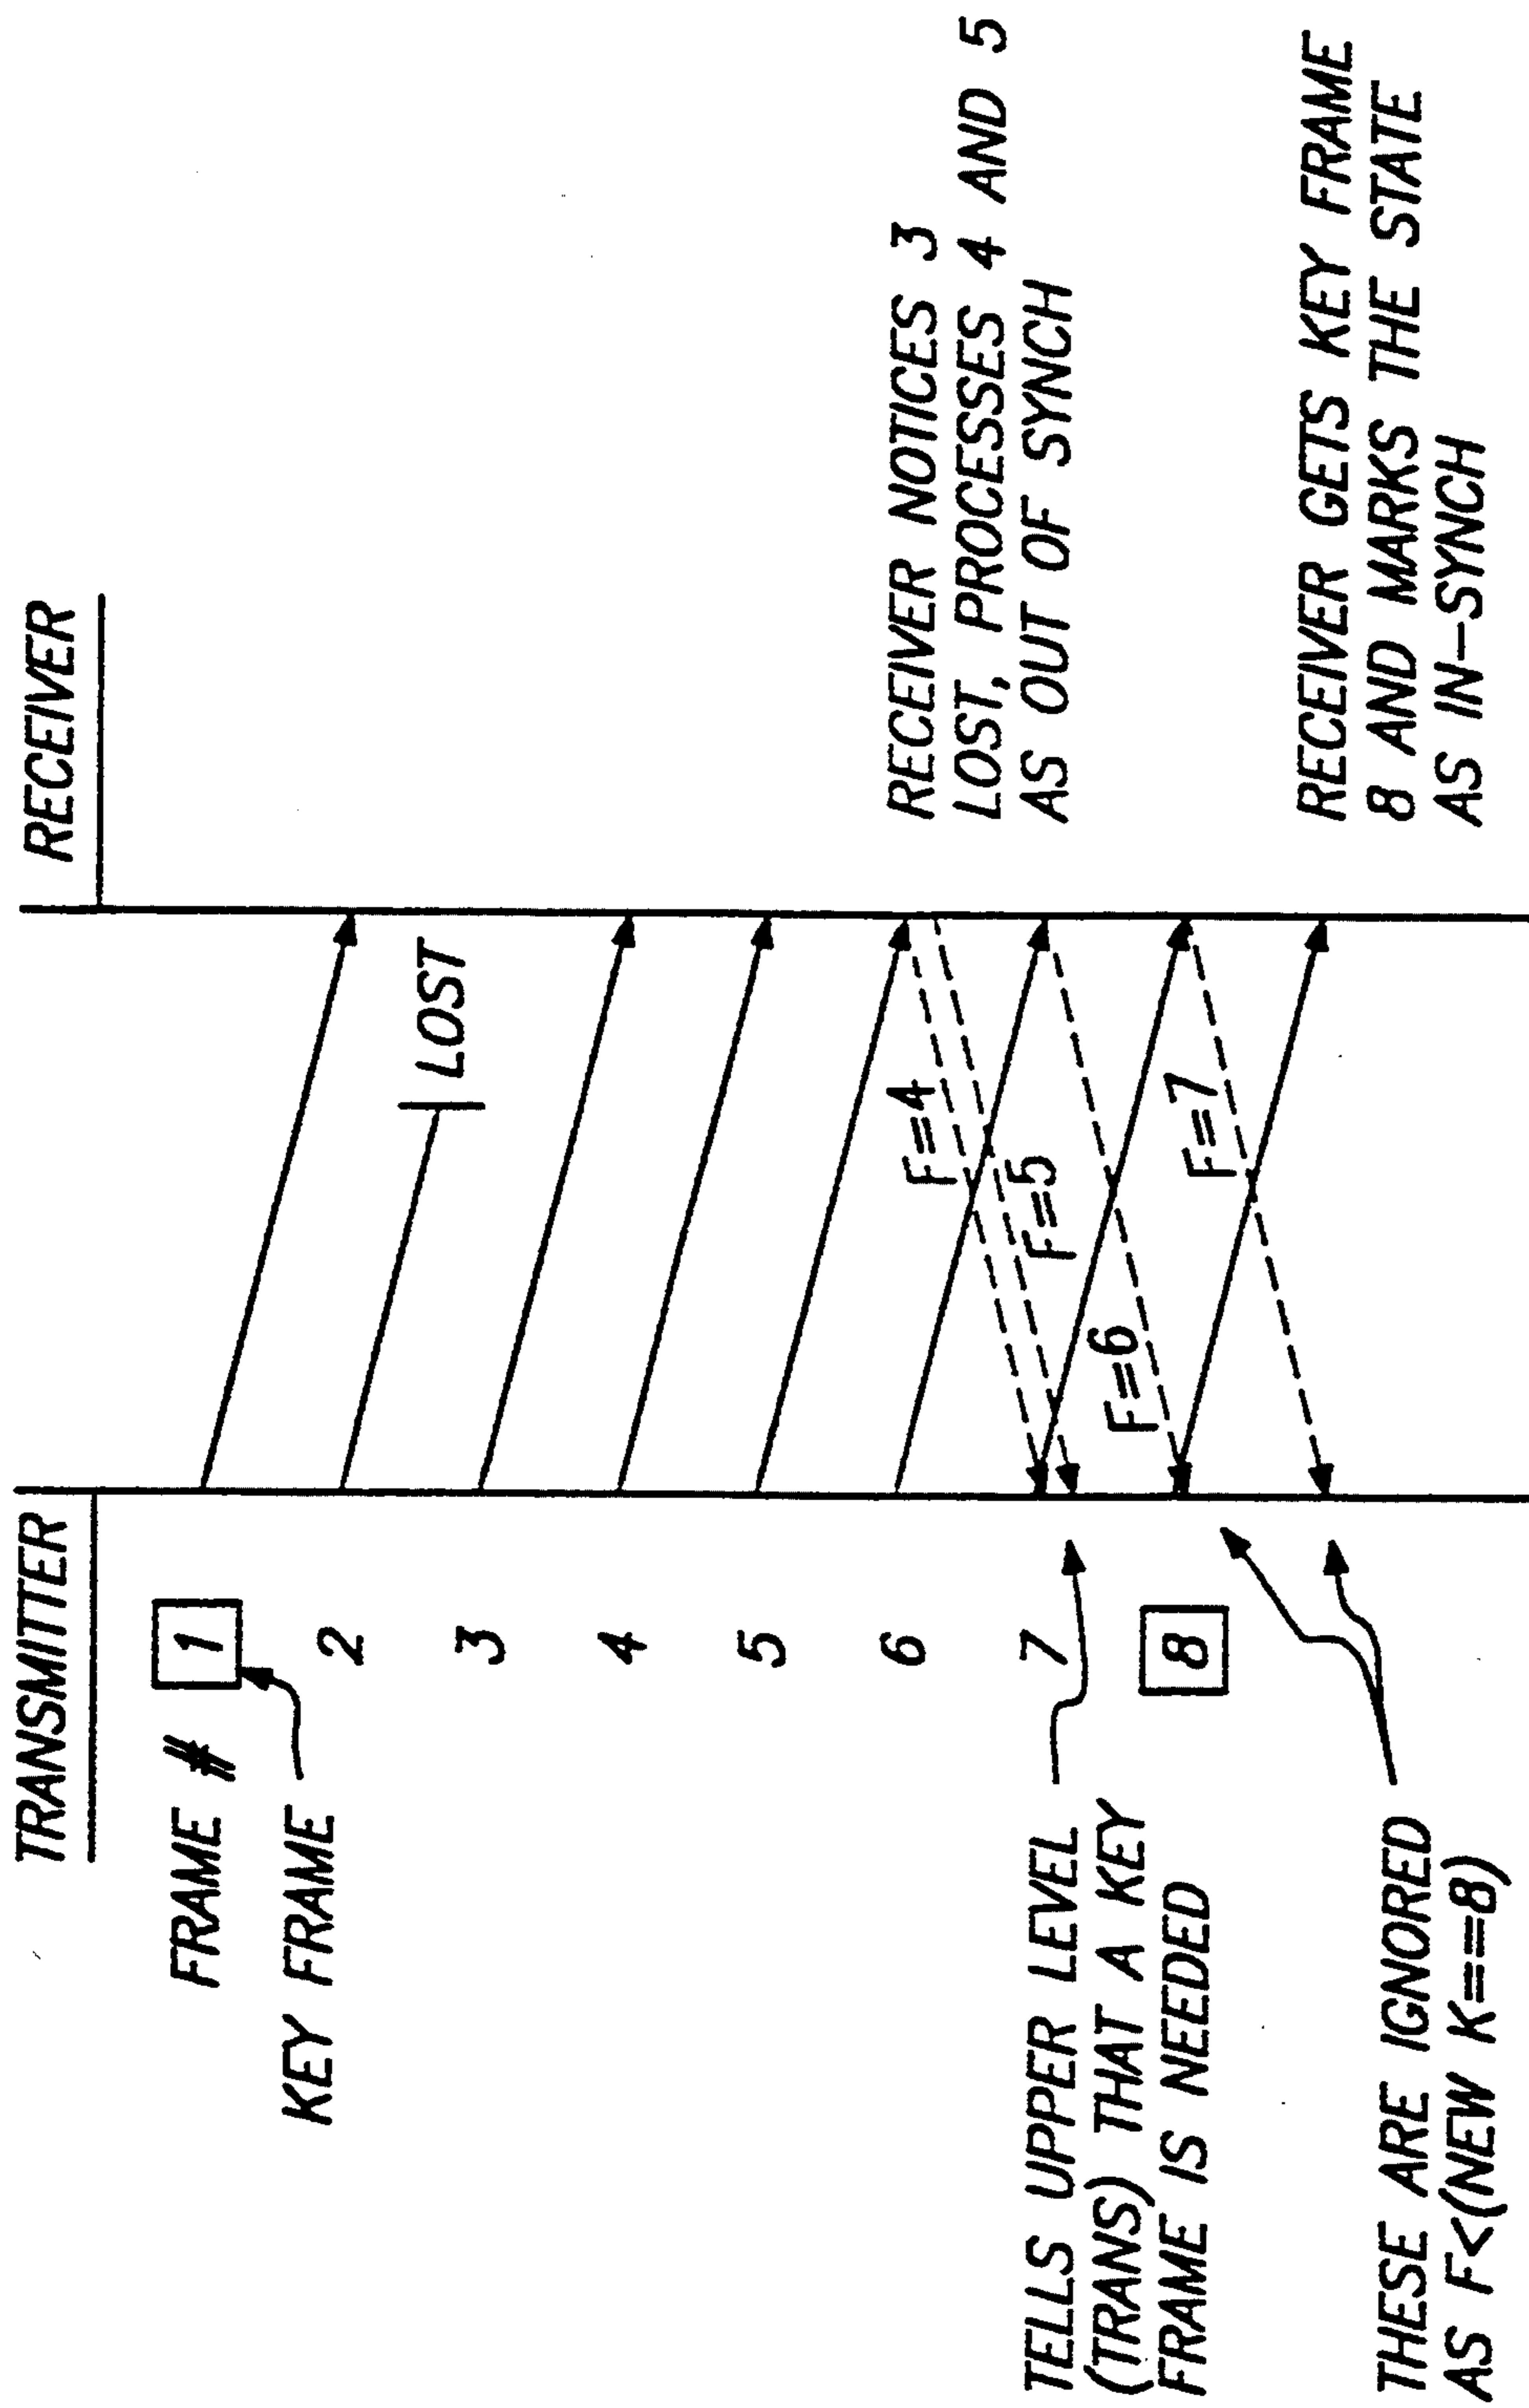 TRANSMITTER
RECEIVER
FRAME #
1
KEY FRAME
2
LOST
3
4
5
6
RECEIVER NOTICES 3
LOST, PROCESSES 4 AND 5
AS OUT OF SYNCH
F=4
F=5
7
TELLS UPPER LEVEL
(TRANS) THAT A KEY
FRAME IS NEEDED
F=6
F=7
8
RECEIVER GETS KEY FRAME
8 AND MARKS THE STATE
AS IN-SYNCH
THESE ARE IGNORED
AS F<(NEW K==8)